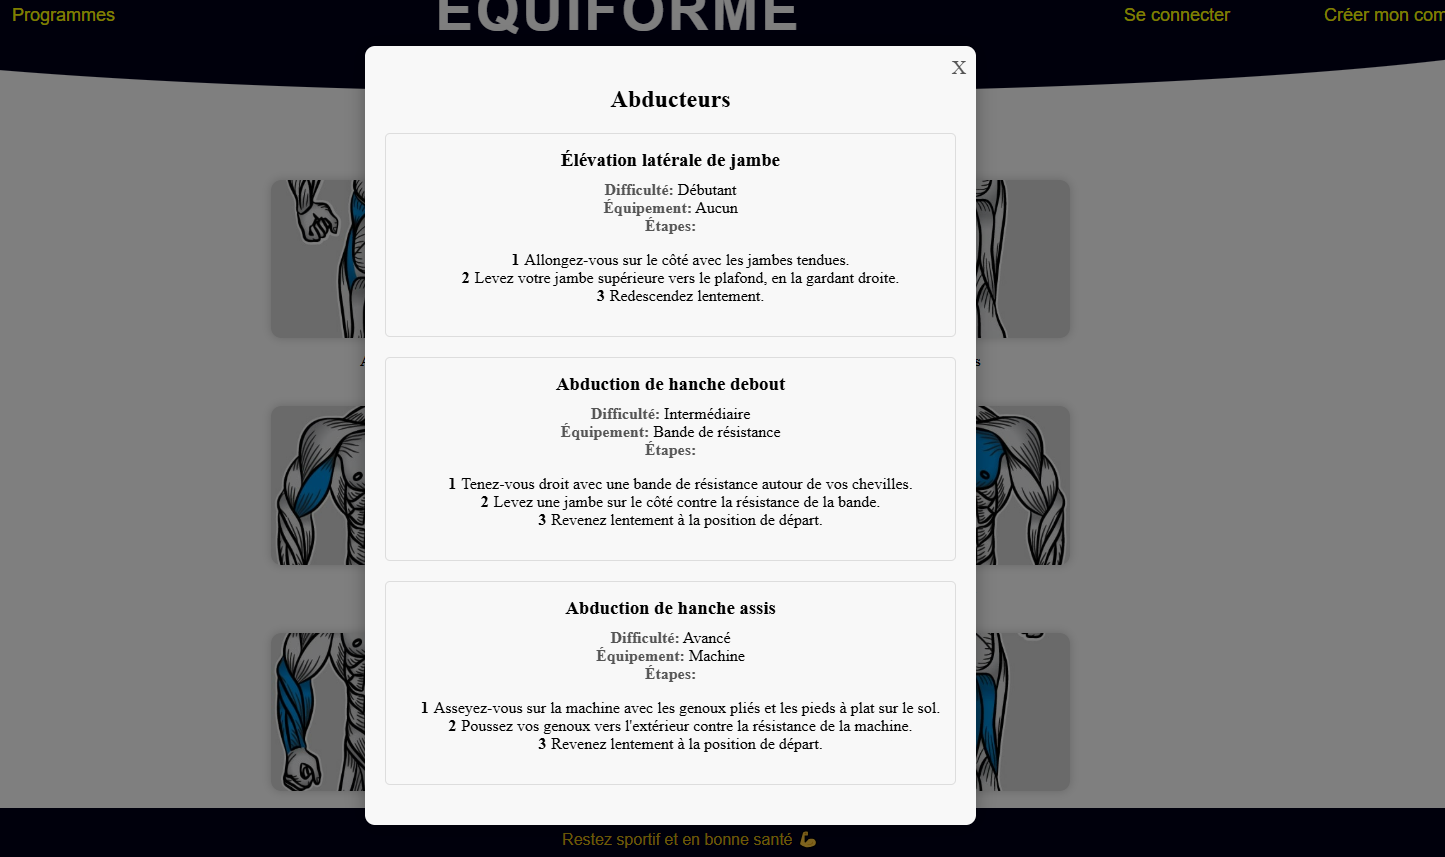 Programmes
EQUIFORME
Se connecter
Créer mon com
X
Abducteurs
Élévation latérale de jambe
Difficulté: Débutant
Équipement: Aucun
Étapes:
1 Allongez-vous sur le côté avec les jambes tendues.
2 Levez votre jambe supérieure vers le plafond, en la gardant droite.
3 Redescendez lentement.
Abduction de hanche debout
Difficulté: Intermédiaire
Équipement: Bande de résistance
Étapes:
1 Tenez-vous droit avec une bande de résistance autour de vos chevilles.
2 Levez une jambe sur le côté contre la résistance de la bande.
3 Revenez lentement à la position de départ.
Abduction de hanche assis
Difficulté: Avancé
Équipement: Machine
Étapes:
1 Asseyez-vous sur la machine avec les genoux pliés et les pieds à plat sur le sol.
2 Poussez vos genoux vers l'extérieur contre la résistance de la machine.
3 Revenez lentement à la position de départ.
Restez sportif et en bonne santé 💪